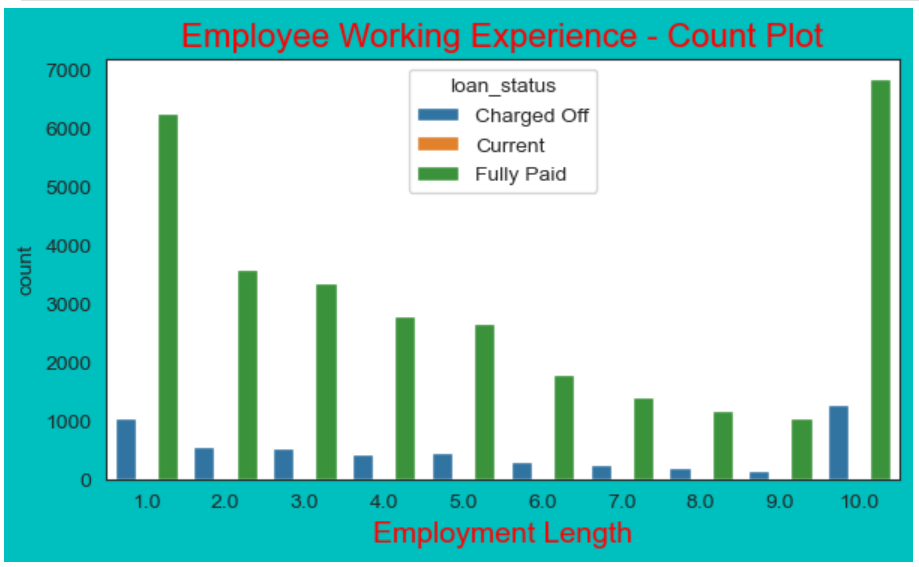 Employee Working Experience - Count Plot
7000
6000
5000
4000
3000
2000
1000
0
count
loan_status
Charged Off
Current
Fully Paid
1.0 2.0 3.0 4.0 5.0 6.0 7.0 8.0 9.0 10.0
Employment Length